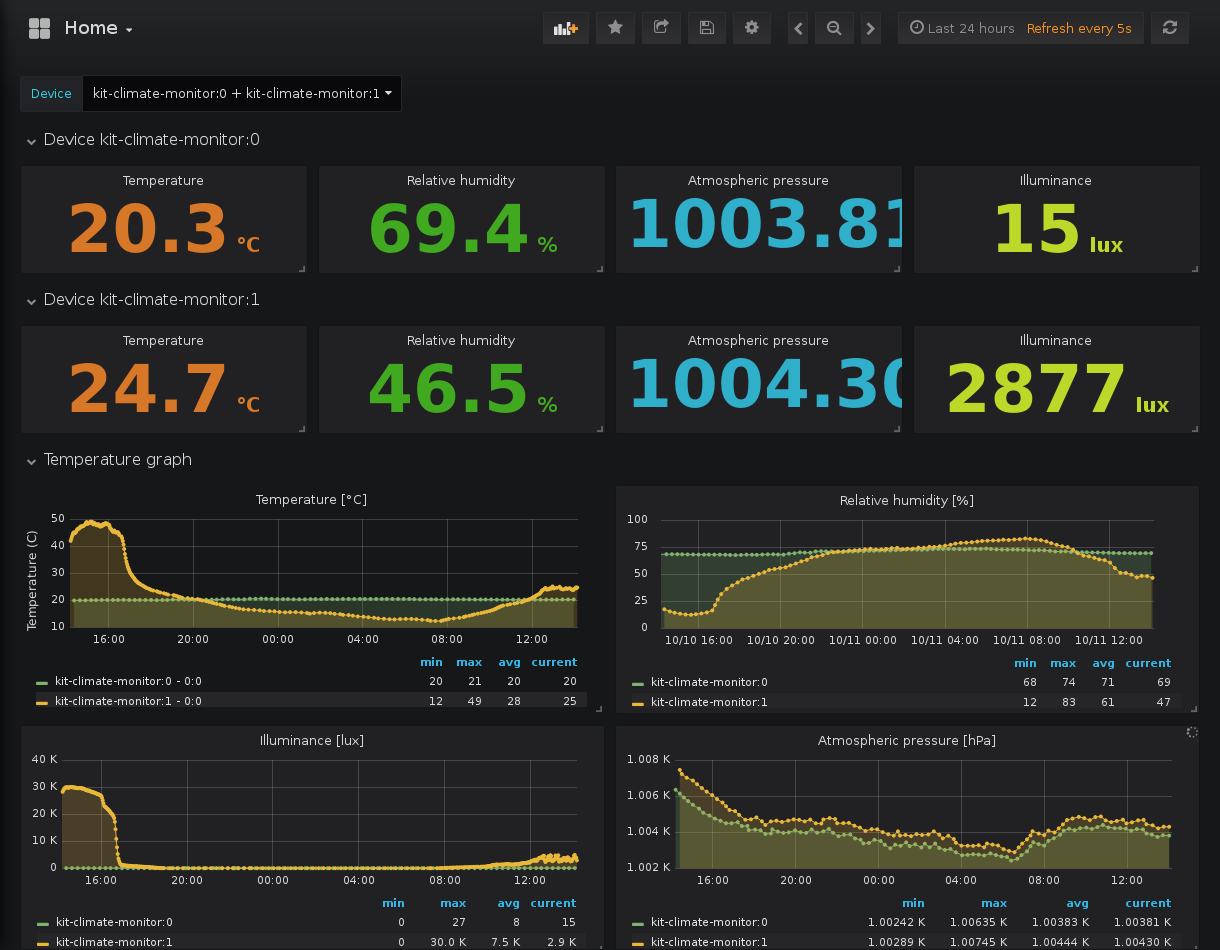 Home
Last 24 hours Refresh every 5s
Device kit-climate-monitor:0 + kit-climate-monitor:1
Device kit-climate-monitor:0
Temperature Relative humidity Atmospheric pressure Illuminance
20.3 °C 69.4 % 1003.81 15 lux
Device kit-climate-monitor:1
Temperature Relative humidity Atmospheric pressure Illuminance
24.7 °C 46.5 % 1004.30 2877 lux
Temperature graph
Temperature [°C]
Temperature (C)
50
40
30
20
10
16:00 20:00 00:00 04:00 08:00 12:00
min max avg current
kit-climate-monitor:0 - 0:0 20 21 20 20
kit-climate-monitor:1 - 0:0 12 49 28 25
Relative humidity [%]
100
75
50
25
0
10/10 16:00 10/10 20:00 10/11 00:00 10/11 04:00 10/11 08:00 10/11 12:00
min max avg current
kit-climate-monitor:0 68 74 71 69
kit-climate-monitor:1 12 83 61 47
Illuminance [lux]
40 K
30 K
20 K
10 K
0
16:00 20:00 00:00 04:00 08:00 12:00
min max avg current
kit-climate-monitor:0 0 27 8 15
kit-climate-monitor:1 0 30.0 K 7.5 K 2.9 K
Atmospheric pressure [hPa]
1.008 K
1.006 K
1.004 K
1.002 K
16:00 20:00 00:00 04:00 08:00 12:00
min max avg current
kit-climate-monitor:0 1.00242 K 1.00635 K 1.00383 K 1.00381 K
kit-climate-monitor:1 1.00289 K 1.00745 K 1.00444 K 1.00430 K